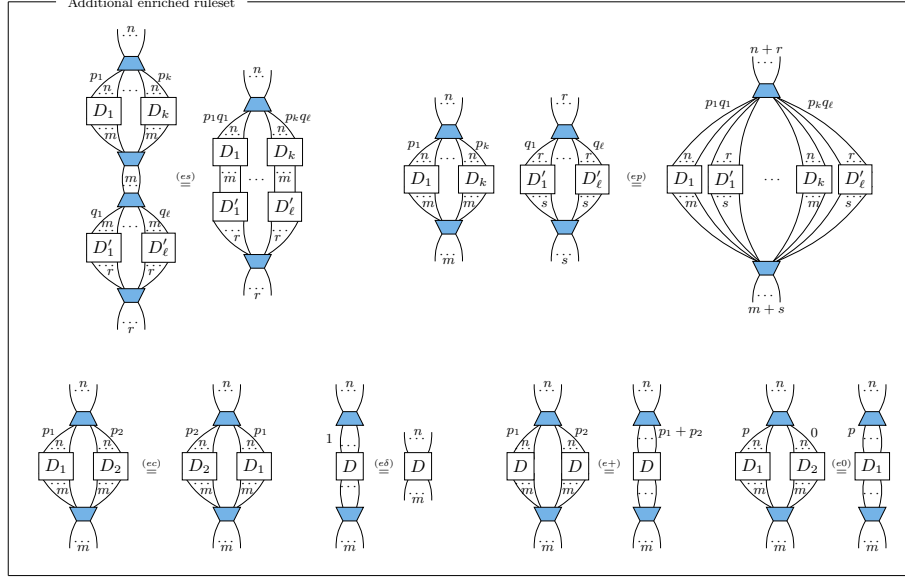 Additional enriched ruleset
n
p₁ n ... n pₖ
D₁ Dₖ
m m
m
q₁ m ... m qℓ
D′₁ D′ℓ
r r
r
(es)
=
n
p₁q₁ n n pₖqℓ
D₁ Dₖ
m ... m
D′₁ D′ℓ
r r
r
n
p₁ n ... n pₖ
D₁ Dₖ
m m
m
r
q₁ r ... r qℓ
D′₁ D′ℓ
s s
s
(ep)
=
n + r
...
p₁q₁ pₖqℓ
n r n r
D₁ D′₁ ... Dₖ D′ℓ
m s m s
...
m + s
n
p₁ n n p₂
D₁ D₂
m m
m
(ec)
=
n
p₂ n n p₁
D₂ D₁
m m
m
n
1 ...
D
...
m
(eδ)
=
n
D
m
n
p₁ n n p₂
D D
m m
m
(e+)
=
n
... p₁ + p₂
D
...
m
n
p n n 0
D₁ D₂
m m
m
(e0)
=
n
p ...
D₁
...
m